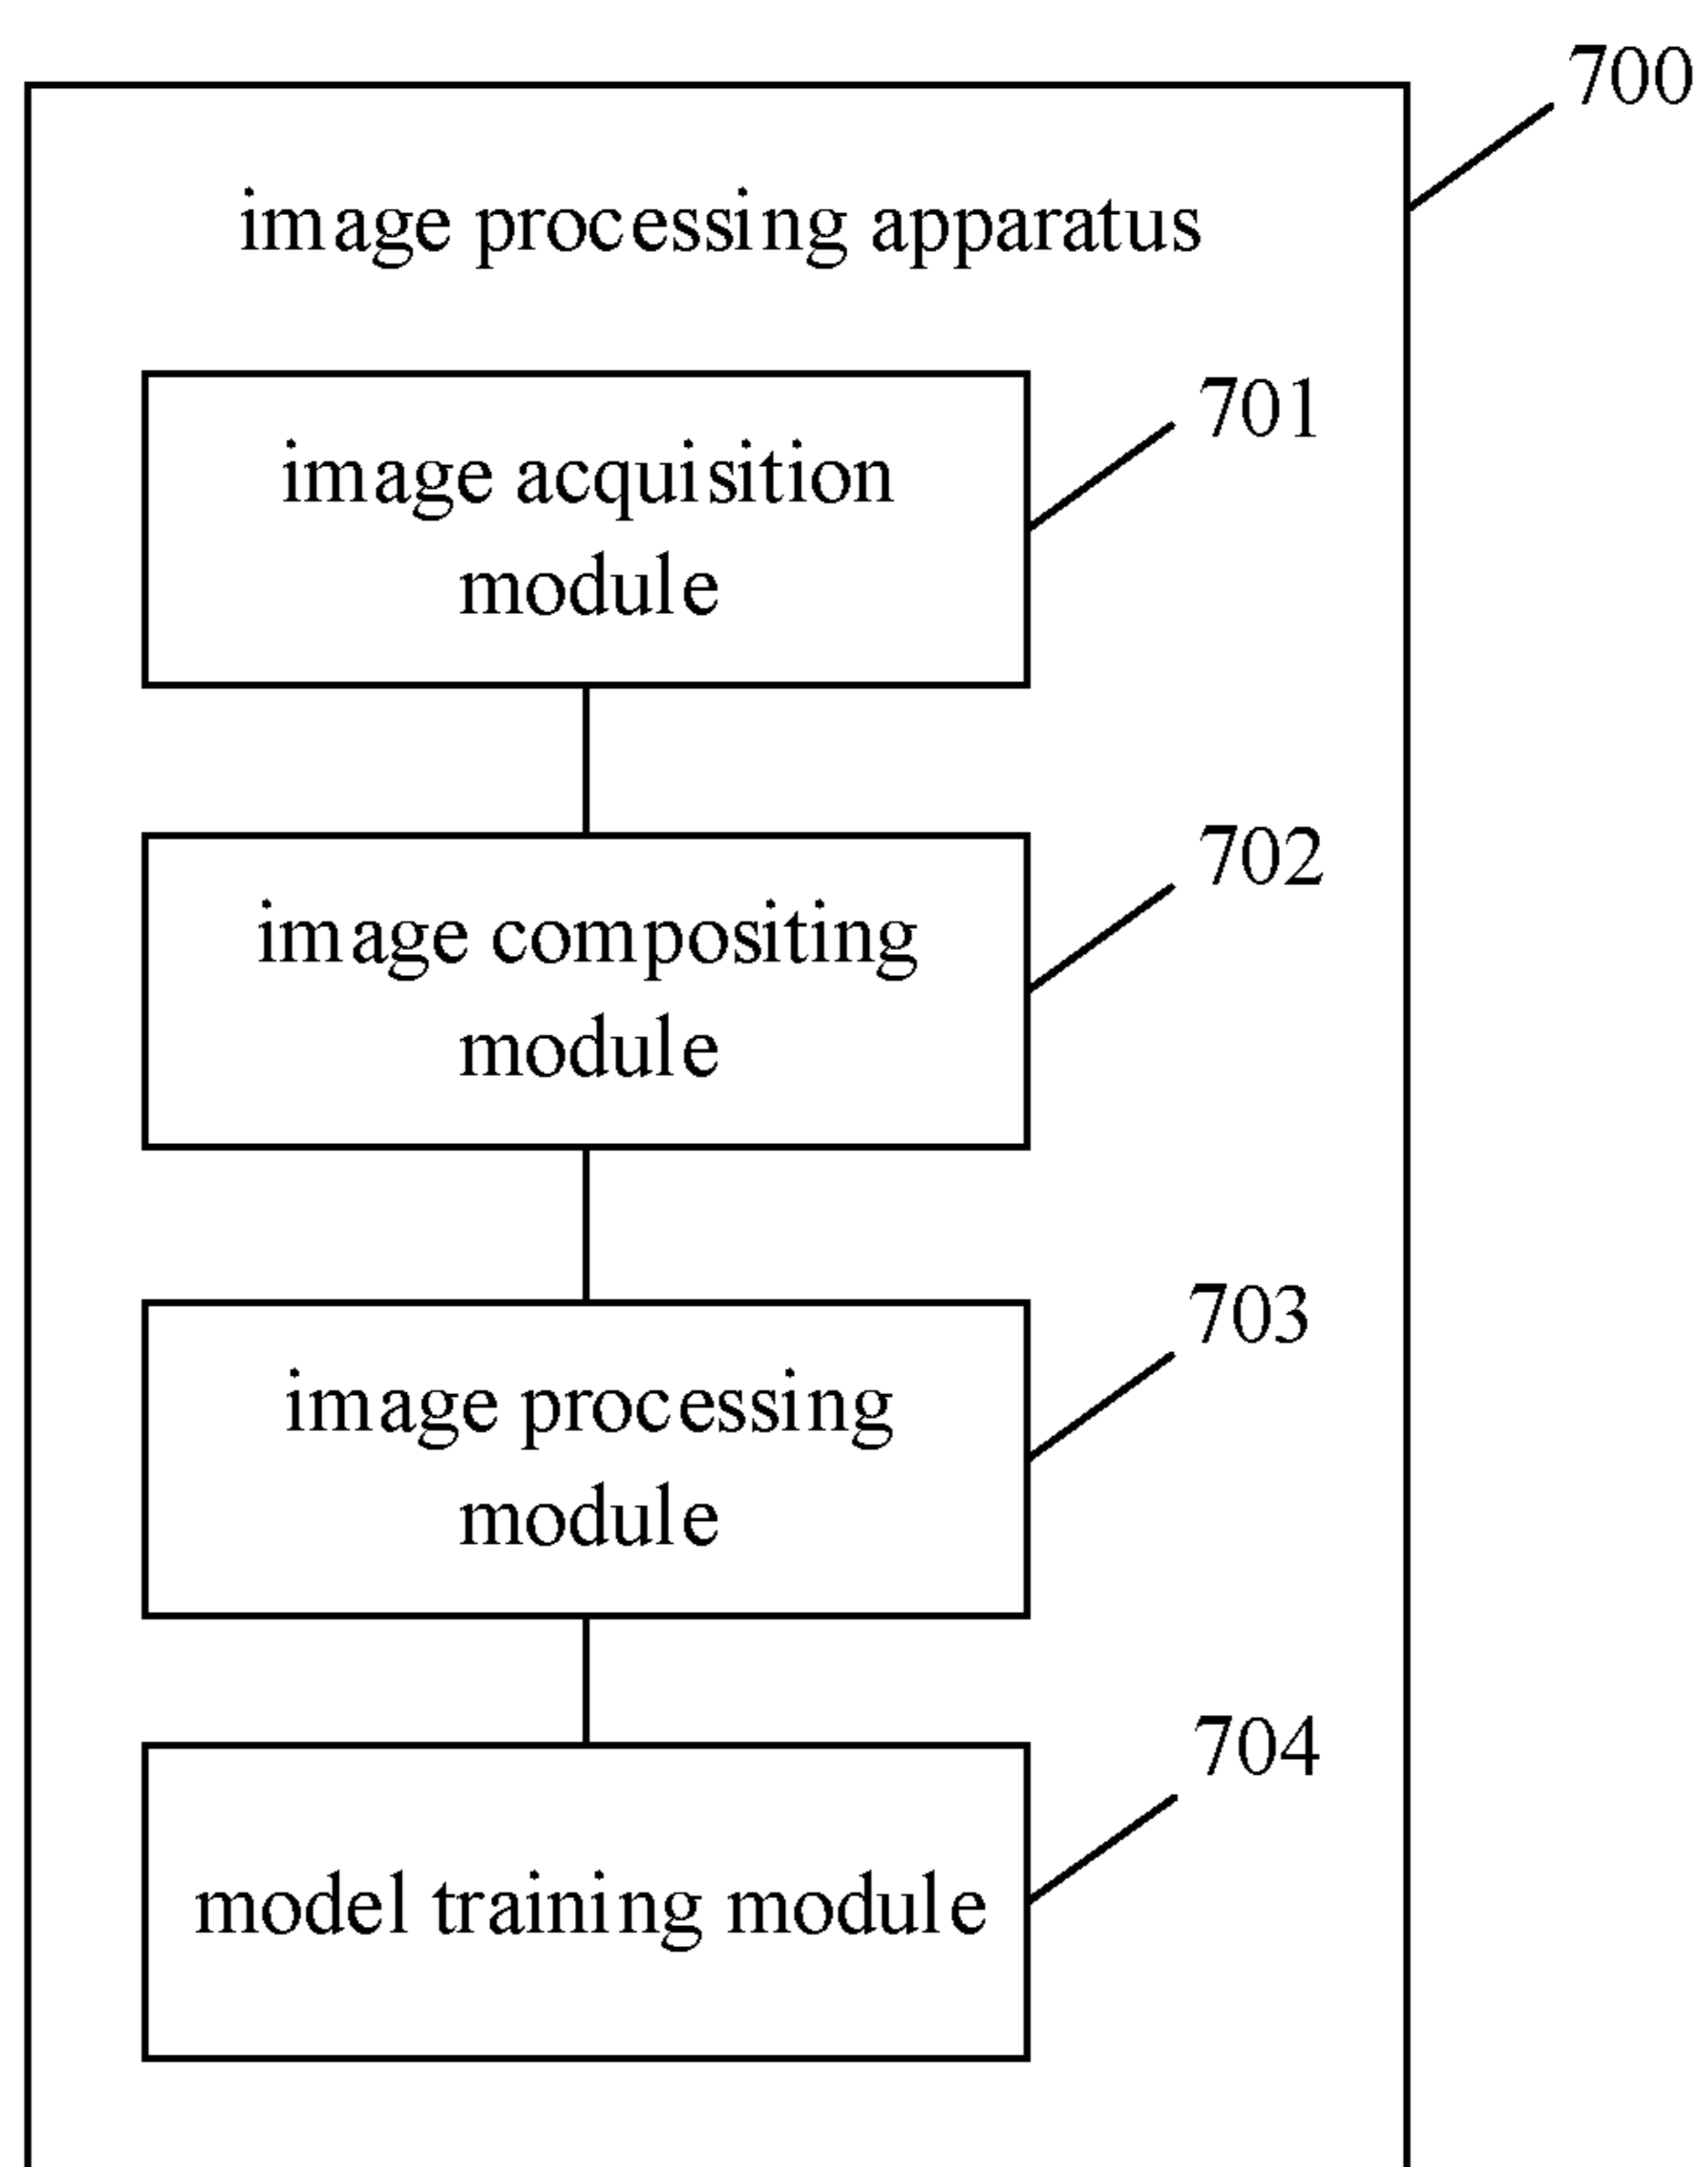 700
image processing apparatus
701
image acquisition
module
702
image compositing
module
703
image processing
module
704
model training module